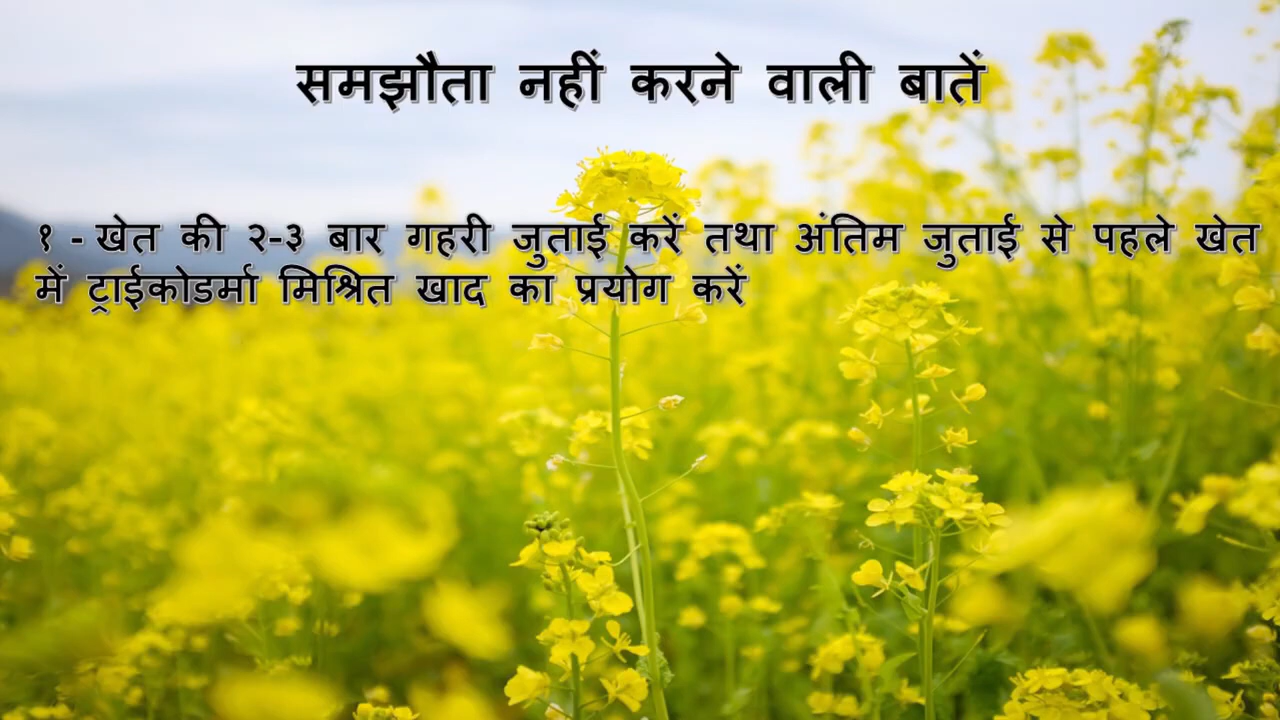 समझौता नहीं करने वाली बातें
१ - खेत की २-३ बार गहरी जुताई करें तथा अंतिम जुताई से पहले खेत
में ट्राईकोडर्मा मिश्रित खाद का प्रयोग करें